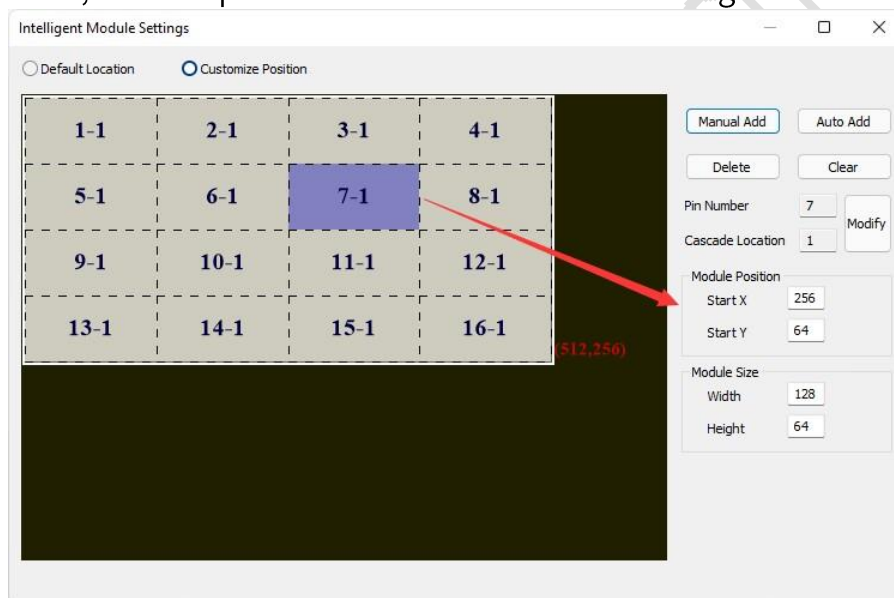 Intelligent Module Settings
Default Location Customize Position
1-1 2-1 3-1 4-1
5-1 6-1 7-1 8-1
9-1 10-1 11-1 12-1
13-1 14-1 15-1 16-1
(512,256)
Manual Add Auto Add
Delete Clear
Pin Number 7
Modify
Cascade Location 1
Module Position
Start X 256
Start Y 64
Module Size
Width 128
Height 64